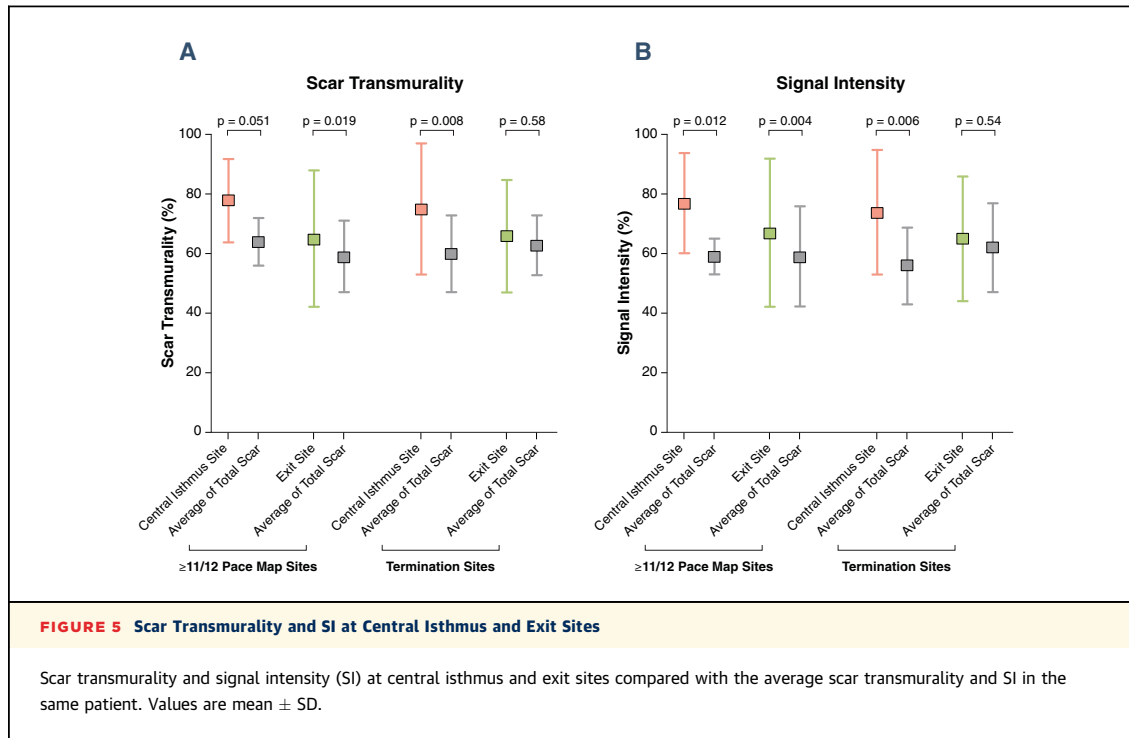 A
Scar Transmurality
p = 0.051 p = 0.019 p = 0.008 p = 0.58
Scar Transmurality (%)
100
80
60
40
20
0
Central Isthmus Site
Average of Total Scar
Exit Site
Average of Total Scar
Central Isthmus Site
Average of Total Scar
Exit Site
Average of Total Scar
≥11/12 Pace Map Sites Termination Sites
B
Signal Intensity
p = 0.012 p = 0.004 p = 0.006 p = 0.54
Signal Intensity (%)
100
80
60
40
20
0
Central Isthmus Site
Average of Total Scar
Exit Site
Average of Total Scar
Central Isthmus Site
Average of Total Scar
Exit Site
Average of Total Scar
≥11/12 Pace Map Sites Termination Sites
FIGURE 5 Scar Transmurality and SI at Central Isthmus and Exit Sites
Scar transmurality and signal intensity (SI) at central isthmus and exit sites compared with the average scar transmurality and SI in the
same patient. Values are mean ± SD.